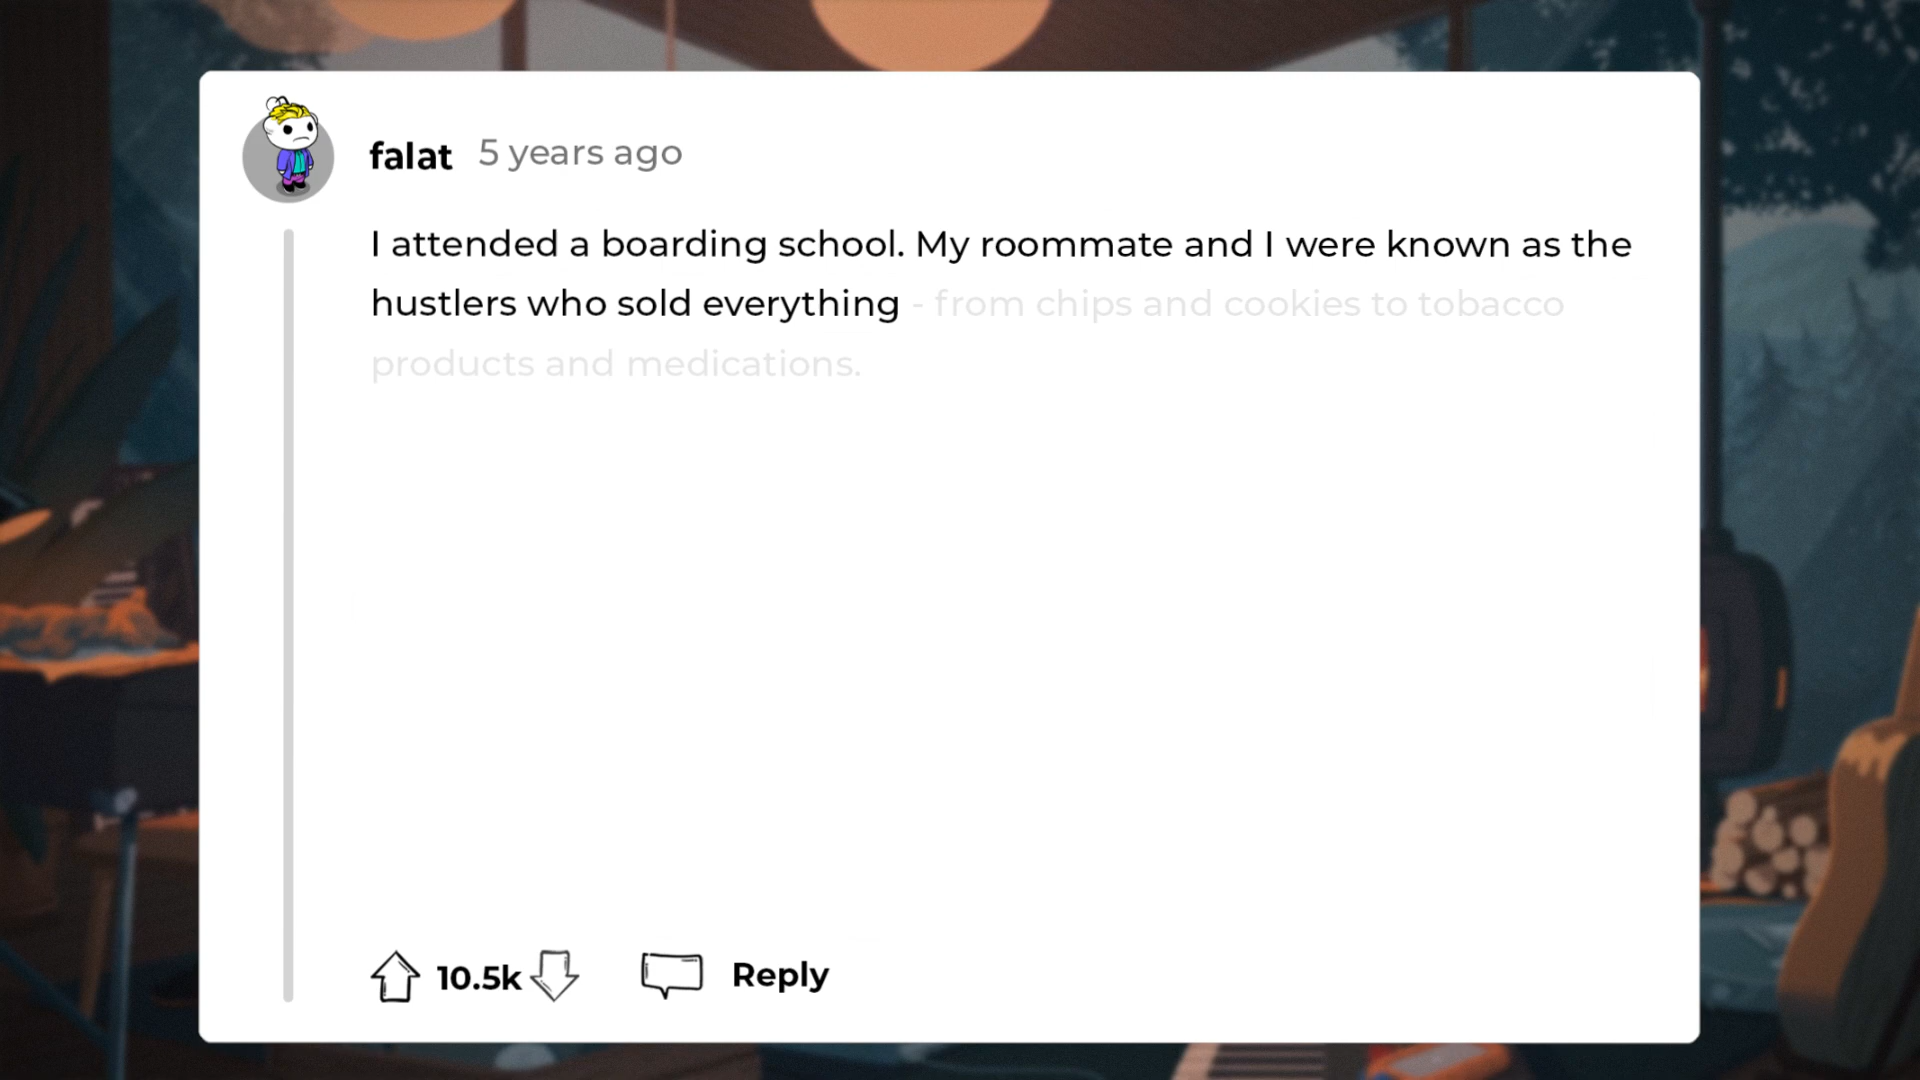 falat 5 years ago
I attended a boarding school. My roommate and I were known as the
hustlers who sold everything - from chips and cookies to tobacco
products and medications.
10.5k Reply